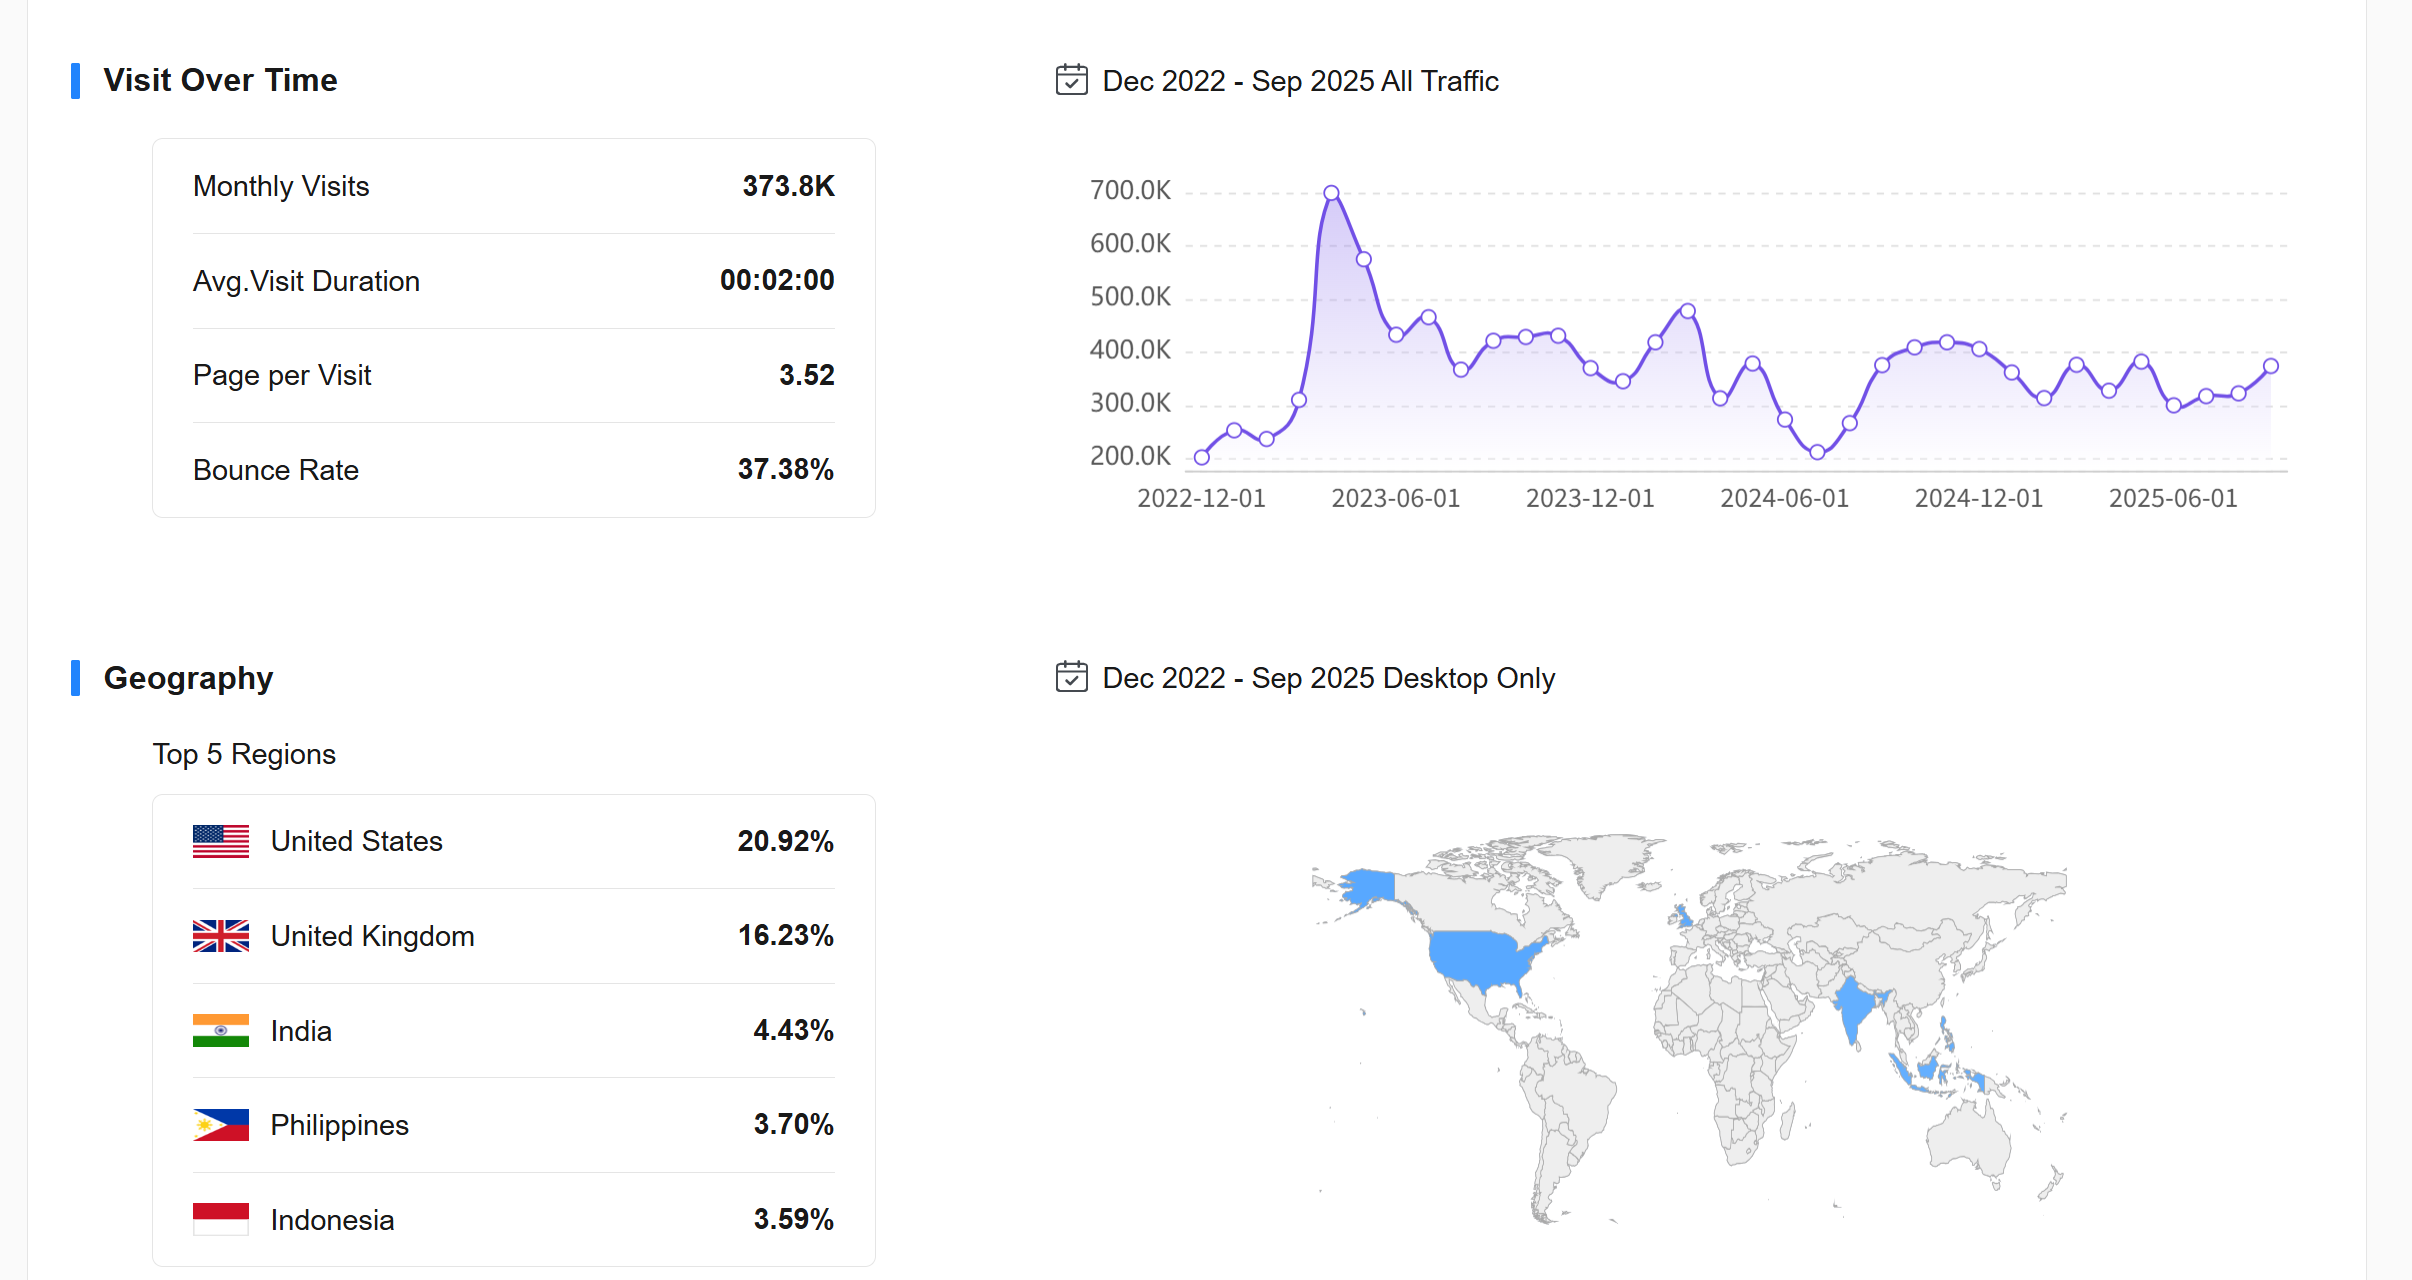 Visit Over Time
Monthly Visits 373.8K
Avg.Visit Duration 00:02:00
Page per Visit 3.52
Bounce Rate 37.38%
Dec 2022 - Sep 2025 All Traffic
700.0K
600.0K
500.0K
400.0K
300.0K
200.0K
2022-12-01 2023-06-01 2023-12-01 2024-06-01 2024-12-01 2025-06-01
Geography
Top 5 Regions
United States 20.92%
United Kingdom 16.23%
India 4.43%
Philippines 3.70%
Indonesia 3.59%
Dec 2022 - Sep 2025 Desktop Only